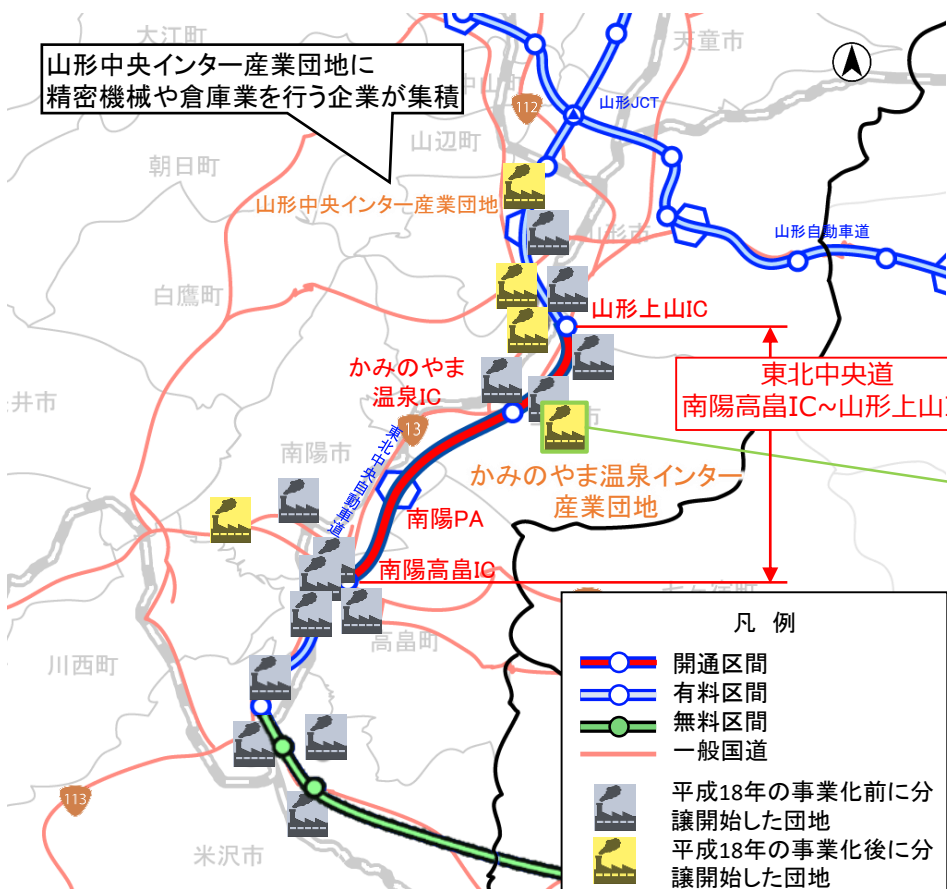 大江町
天童市
山形中央インター産業団地に
精密機械や倉庫業を行う企業が集積
112
山形JCT
山辺町
朝日町
山形中央インター産業団地
山形市
山形自動車道
白鷹町
山形上山IC
かみのやま
温泉IC
東北中央道
南陽高畠IC~山形上山I
井市
13
南陽市
東北中央自動車道
かみのやま温泉インター
産業団地
南陽PA
南陽高畠IC
七ヶ宿町
高畠町
川西町
113
米沢市
凡 例
開通区間
有料区間
無料区間
一般国道
平成18年の事業化前に分
譲開始した団地
平成18年の事業化後に分
譲開始した団地